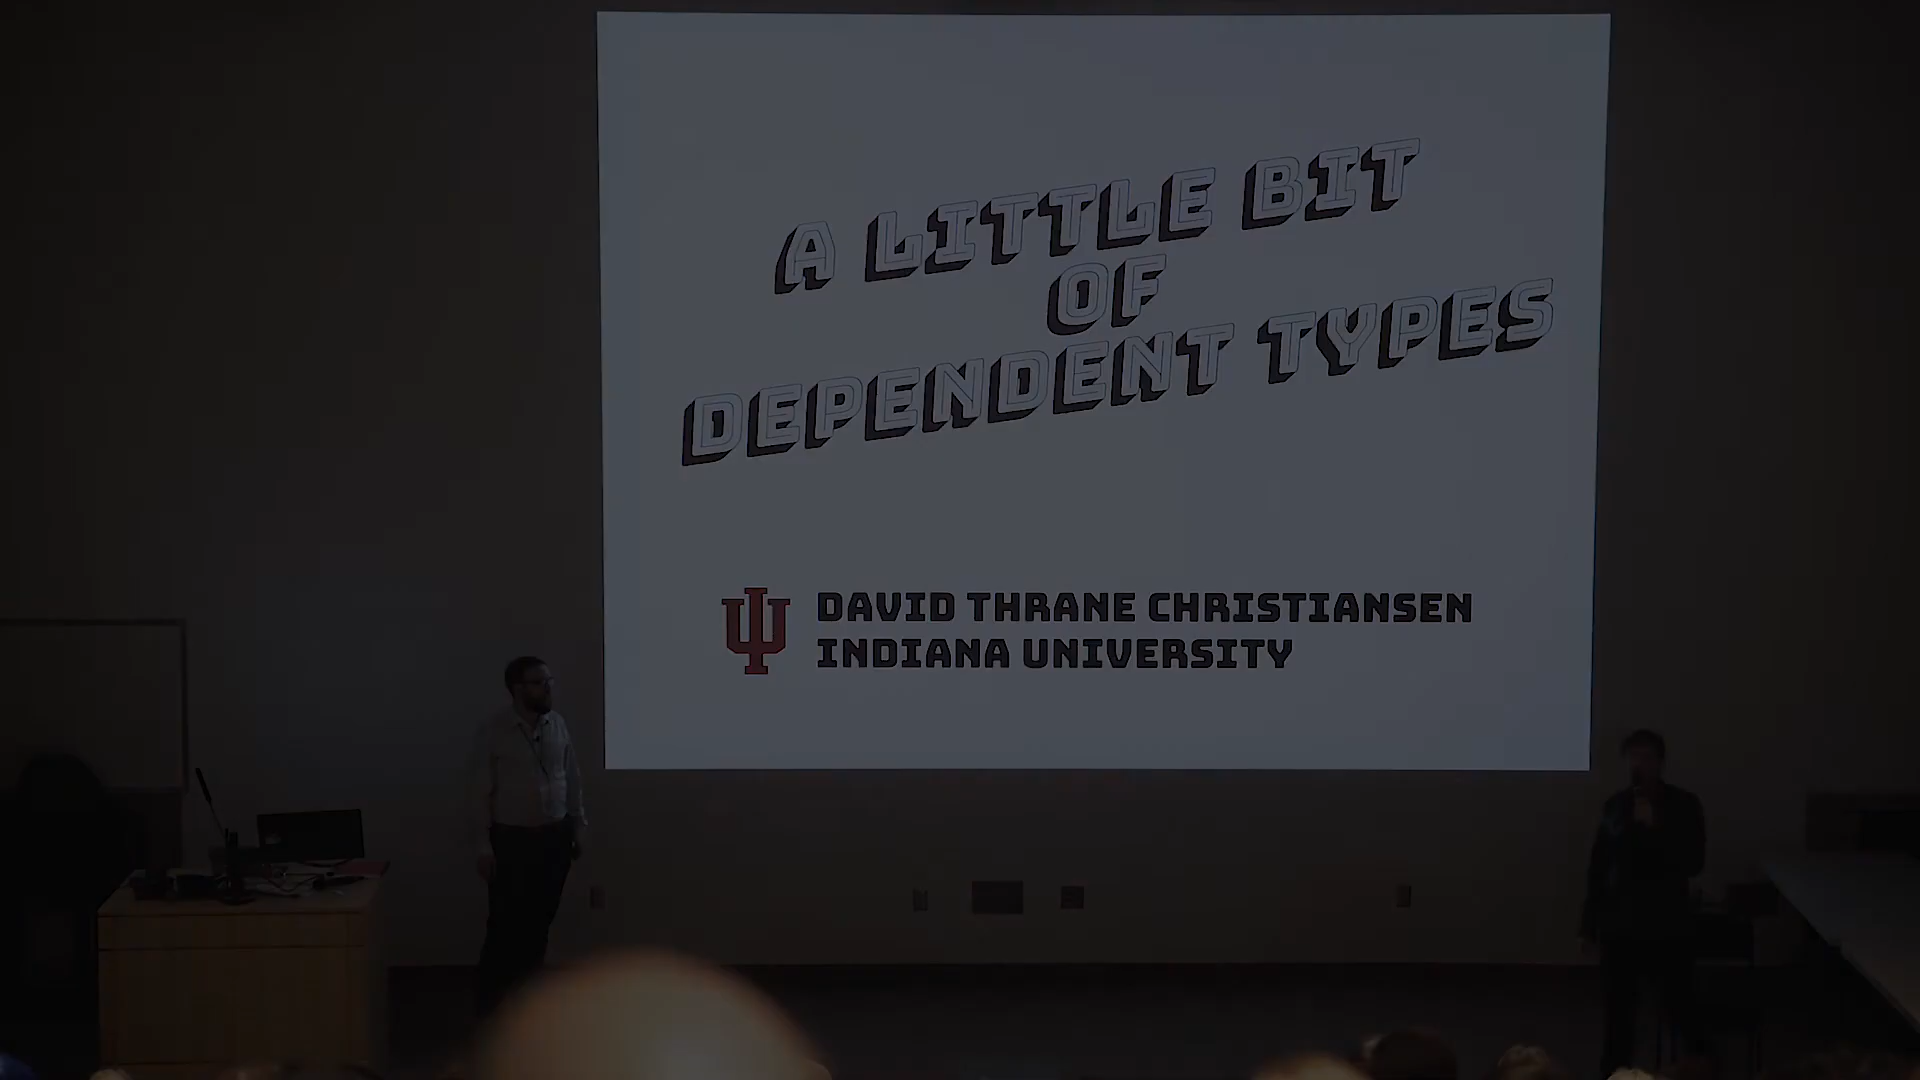 A LITTLE BIT
OF
DEPENDENT TYPES
DAVID THRANE CHRISTIANSEN
INDIANA UNIVERSITY